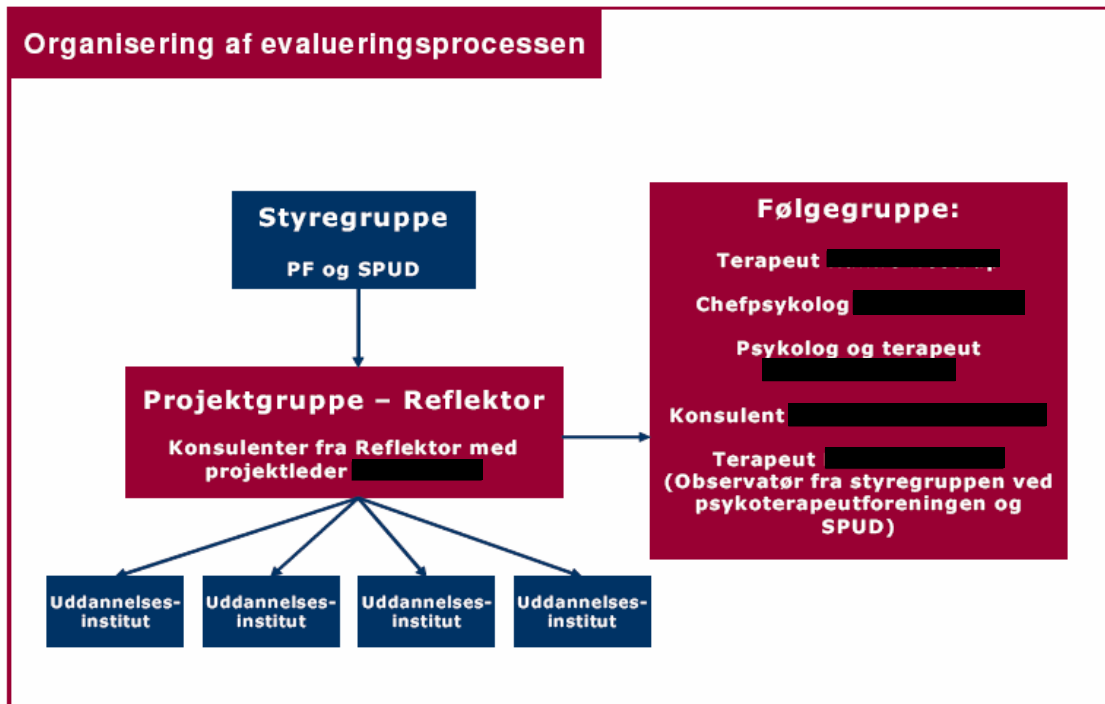 Organisering af evalueringsprocessen
Styregruppe
PF og SPUD
Projektgruppe – Reflektor
Konsulenter fra Reflektor med
projektleder
Uddannelses-
institut
Uddannelses-
institut
Uddannelses-
institut
Uddannelses-
institut
Følgegruppe:
Terapeut
Chefpsykolog
Psykolog og terapeut
Konsulent
Terapeut
(Observatør fra styregruppen ved
psykoterapeutforeningen og
SPUD)